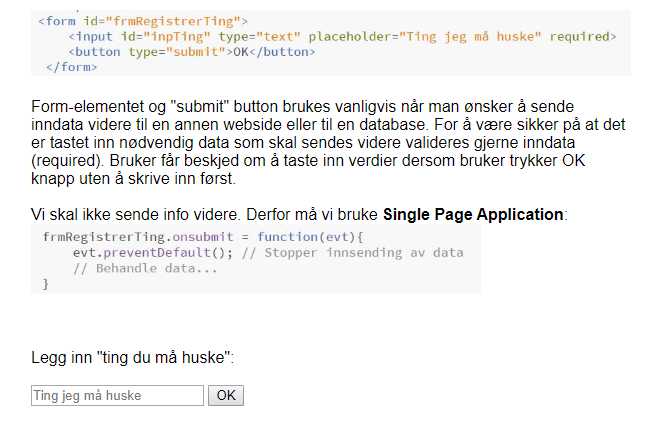 <form id="frmRegistrerTing">
<input id="inpTing" type="text" placeholder="Ting jeg må huske" required>
<button type="submit">OK</button>
</form>
Form-elementet og "submit" button brukes vanligvis når man ønsker å sende
inndata videre til en annen webside eller til en database. For å være sikker på at det
er tastet inn nødvendig data som skal sendes videre valideres gjerne inndata
(required). Bruker får beskjed om å taste inn verdier dersom bruker trykker OK
knapp uten å skrive inn først.
Vi skal ikke sende info videre. Derfor må vi bruke Single Page Application:
frmRegistrerTing.onsubmit = function(evt){
evt.preventDefault(); // Stopper innsending av data
// Behandle data...
}
Legg inn "ting du må huske":
Ting jeg må huske OK